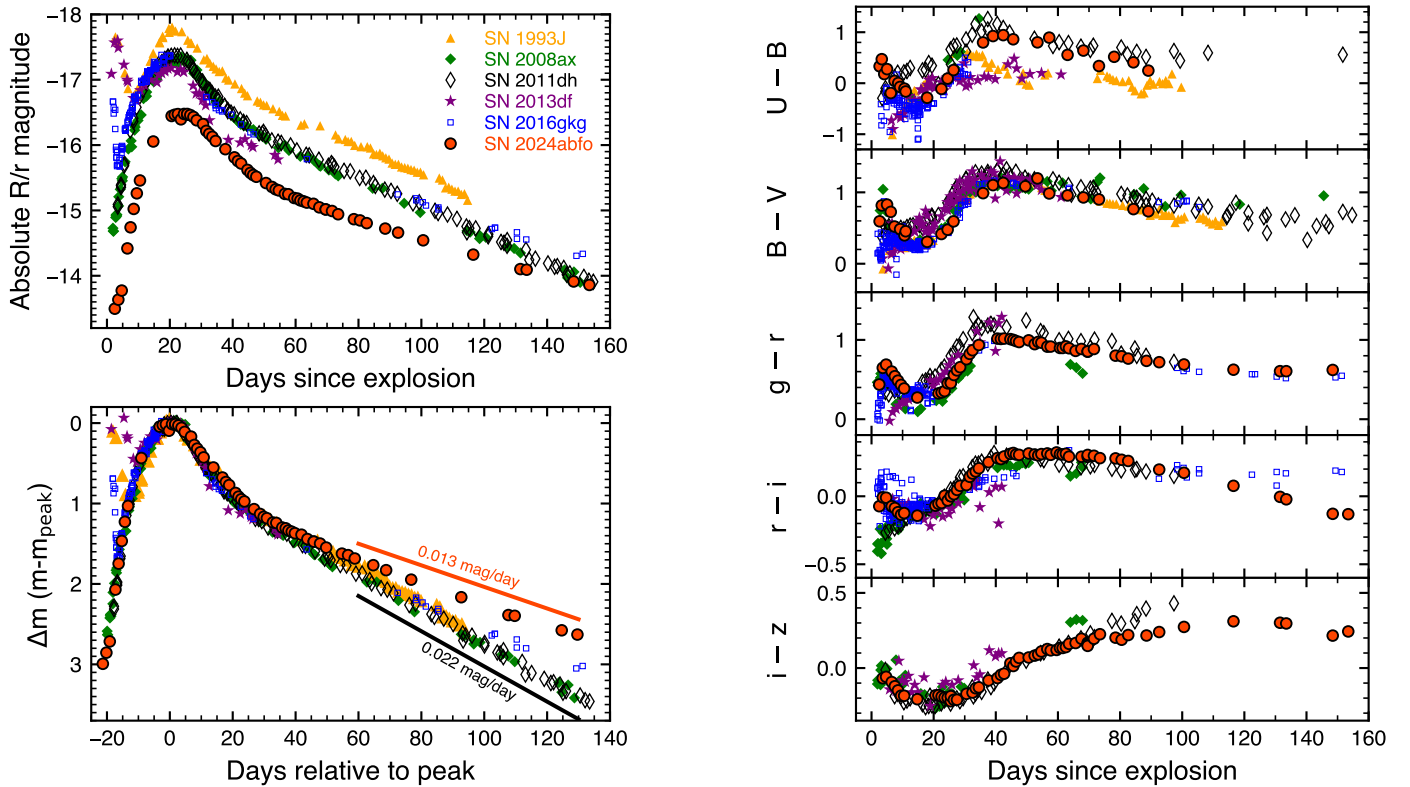 −18
−17
−16
−15
−14
Absolute R/r magnitude
SN 1993J
SN 2008ax
SN 2011dh
SN 2013df
SN 2016gkg
SN 2024abfo
0 20 40 60 80 100 120 140 160
Days since explosion
0
1
2
3
Δm (m-mpeak)
0.013 mag/day
0.022 mag/day
−20 0 20 40 60 80 100 120 140
Days relative to peak
1
0
−1
U − B
1
0
B − V
1
0
g − r
0.0
−0.5
r − i
0.5
0.0
i − z
0 20 40 60 80 100 120 140 160
Days since explosion